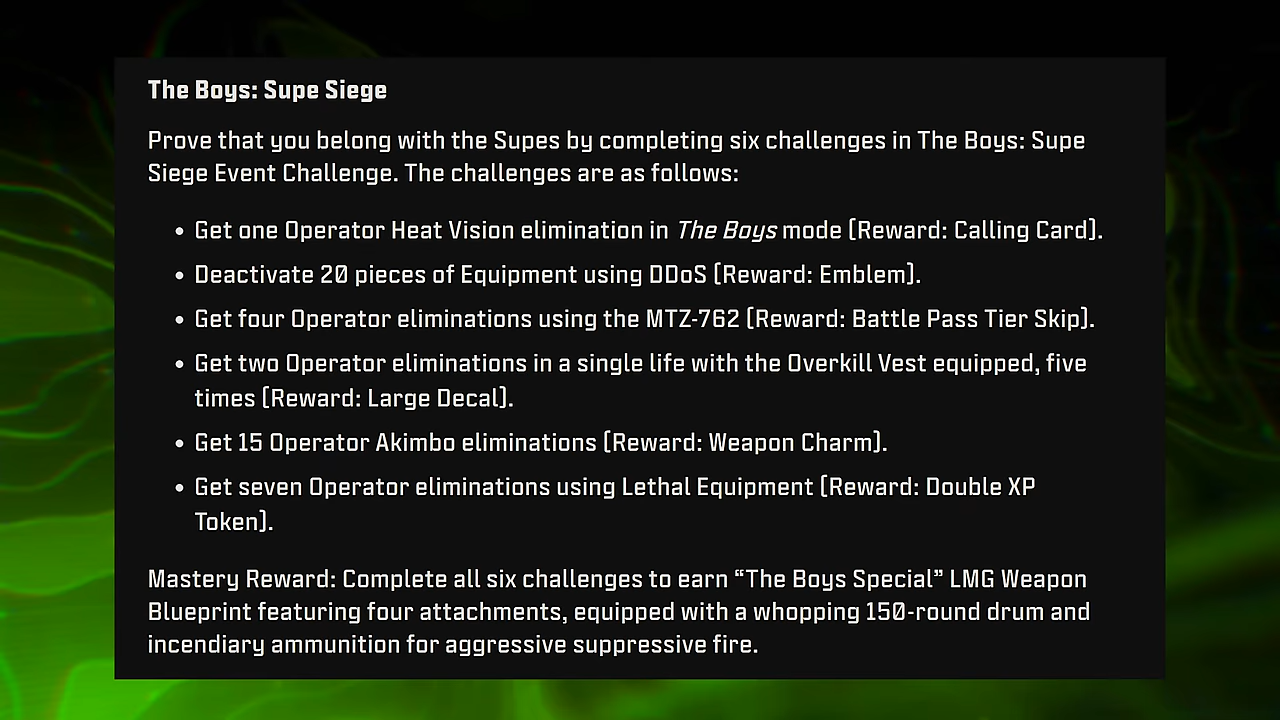 The Boys: Supe Siege
Prove that you belong with the Supes by completing six challenges in The Boys: Supe
Siege Event Challenge. The challenges are as follows:
• Get one Operator Heat Vision elimination in The Boys mode [Reward: Calling Card].
• Deactivate 20 pieces of Equipment using DDoS [Reward: Emblem].
• Get four Operator eliminations using the MTZ-762 [Reward: Battle Pass Tier Skip].
• Get two Operator eliminations in a single life with the Overkill Vest equipped, five
times [Reward: Large Decal].
• Get 15 Operator Akimbo eliminations [Reward: Weapon Charm].
• Get seven Operator eliminations using Lethal Equipment [Reward: Double XP
Token].
Mastery Reward: Complete all six challenges to earn “The Boys Special” LMG Weapon
Blueprint featuring four attachments, equipped with a whopping 150-round drum and
incendiary ammunition for aggressive suppressive fire.